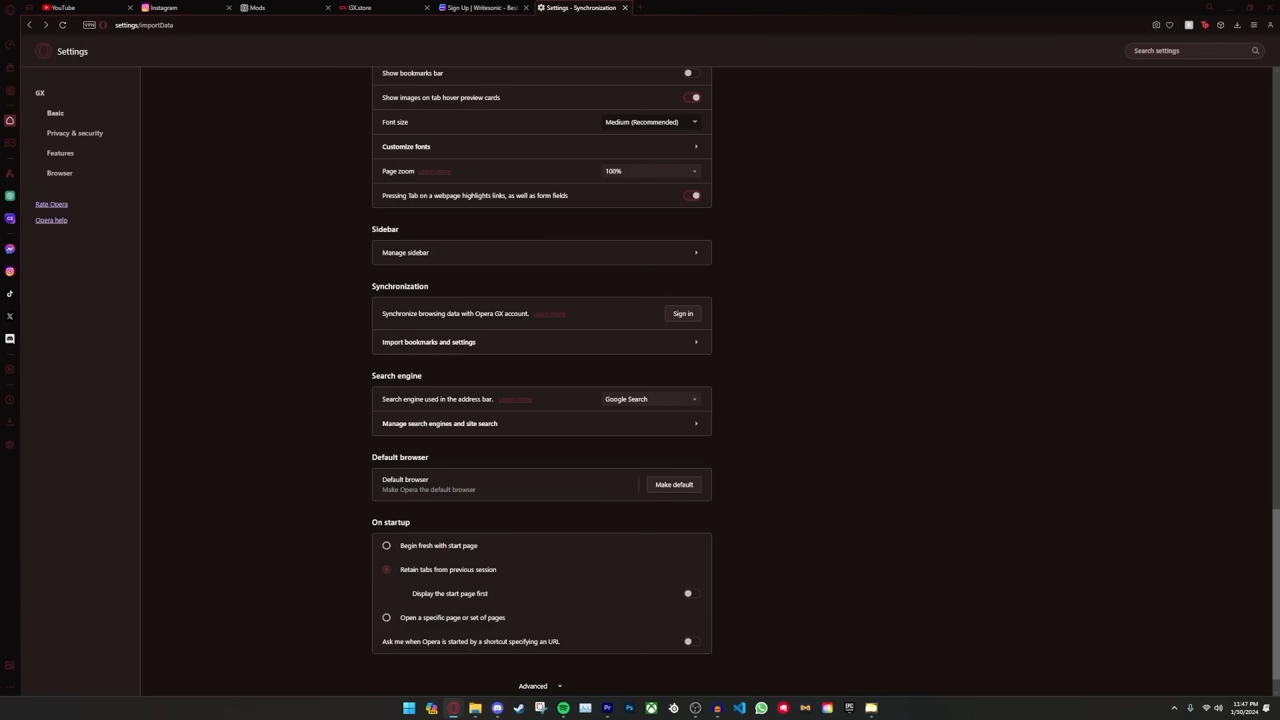 YouTube
Instagram
Mods
GX.store
Sign Up | Writesonic - Best
Settings - Synchronization
VPN
settings/importData
Settings
Search settings
GX
Basic
Privacy & security
Features
Browser
Rate Opera
Opera help
Show bookmarks bar
Show images on tab hover preview cards
Font size
Medium (Recommended)
Customize fonts
Page zoom Learn more
100%
Pressing Tab on a webpage highlights links, as well as form fields
Sidebar
Manage sidebar
Synchronization
Synchronize browsing data with Opera GX account. Learn more
Sign in
Import bookmarks and settings
Search engine
Search engine used in the address bar. Learn more
Google Search
Manage search engines and site search
Default browser
Default browser
Make Opera the default browser
Make default
On startup
Begin fresh with start page
Retain tabs from previous session
Display the start page first
Open a specific page or set of pages
Ask me when Opera is started by a shortcut specifying an URL
Advanced
11:47 PM
1/30/2024